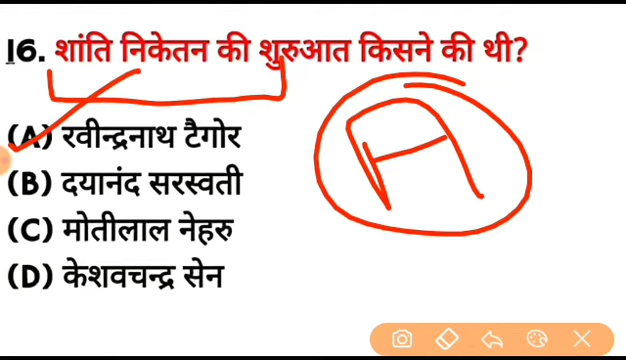 16. शांति निकेतन की शुरुआत किसने की थी?
(A) रवीन्द्रनाथ टैगोर
A
(B) दयानंद सरस्वती
(C) मोतीलाल नेहरु
(D) केशवचन्द्र सेन